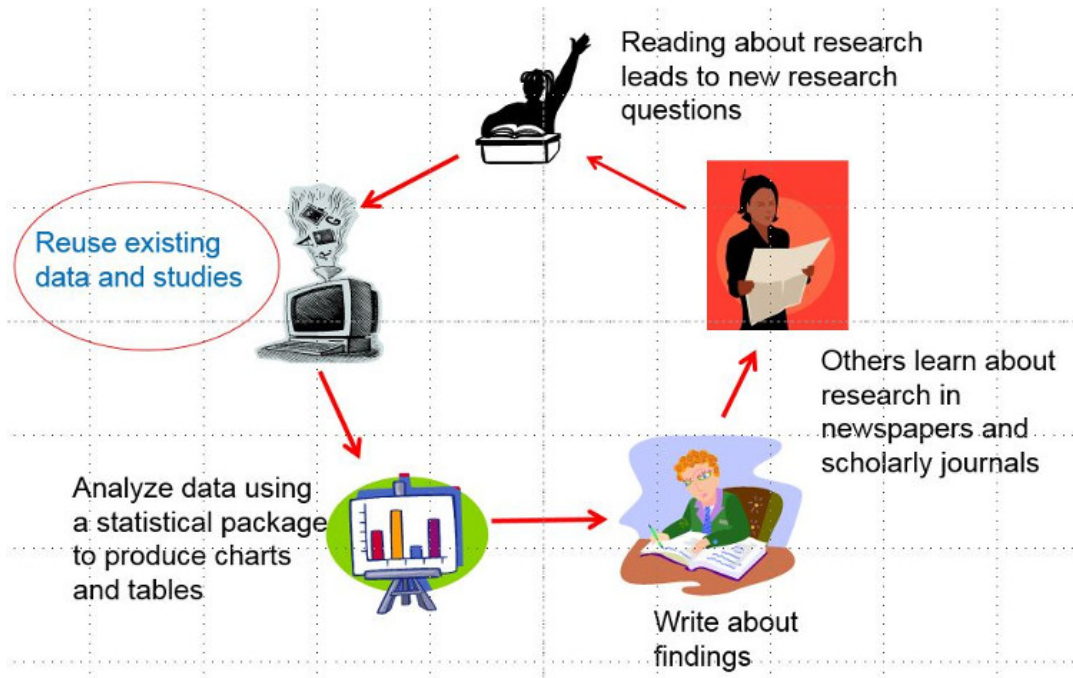 Reading about research
leads to new research
questions
Reuse existing
data and studies
Others learn about
research in
newspapers and
scholarly journals
Analyze data using
a statistical package
to produce charts
and tables
Write about
findings